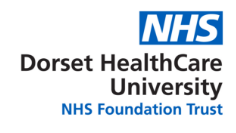 NHS
Dorset HealthCare
University
NHS Foundation Trust